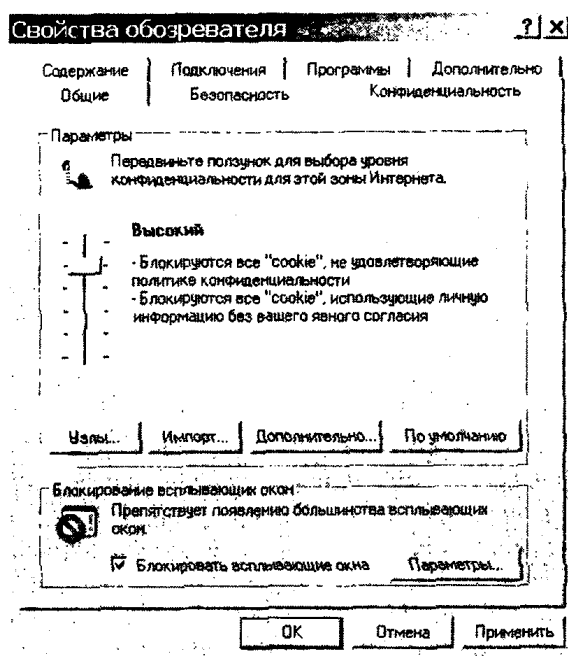 Свойства обозревателя ? x
Содержание Подключения Программы Дополнительно
Общие Безопасность Конфиденциальность
Параметры
Передвиньте ползунок для выбора уровня
конфиденциальности для этой зоны Интернета.
Высокий
- Блокируются все "cookie", не удовлетворяющие
политике конфиденциальности
- Блокируются все "cookie", использующие личную
информацию без вашего явного согласия
Узлы... Импорт... Дополнительно... По умолчанию
Блокирование всплывающих окон
Препятствует появлению большинства всплывающих
окон.
Блокировать всплывающие окна Параметры...
OK Отмена Применить